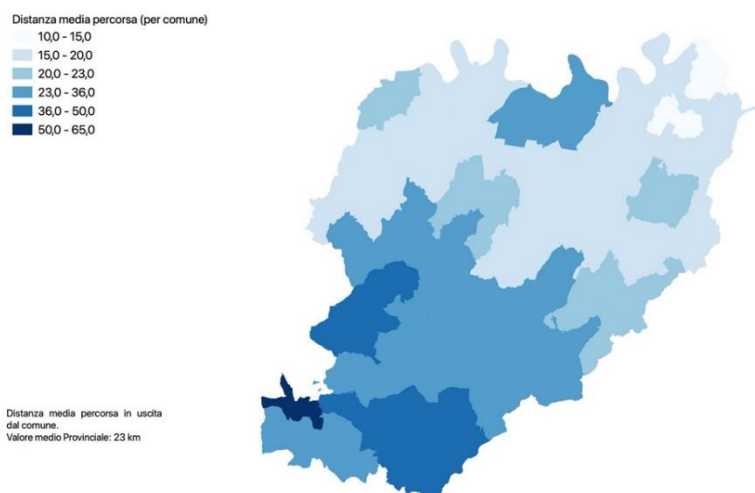 Distanza media percorsa (per comune)
10,0 - 15,0
15,0 - 20,0
20,0 - 23,0
23,0 - 36,0
36,0 - 50,0
50,0 - 65,0
Distanza media percorsa in uscita
dal comune.
Valore medio Provinciale: 23 km